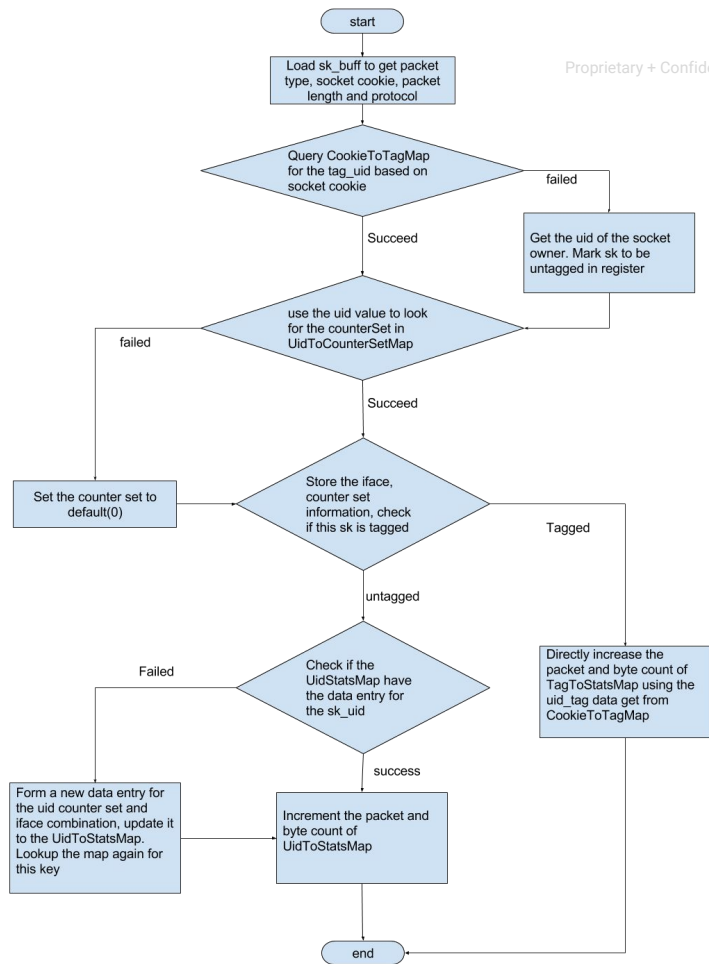 start
Proprietary + Confide
Load sk_buff to get packet
type, socket cookie, packet
length and protocol
Query CookieToTagMap
for the tag_uid based on
socket cookie
failed
Succeed
Get the uid of the socket
owner. Mark sk to be
untagged in register
use the uid value to look
for the counterSet in
UidToCounterSetMap
failed
Succeed
Set the counter set to
default(0)
Store the iface,
counter set
information, check
if this sk is tagged
Tagged
untagged
Check if the
UidStatsMap have
the data entry for
the sk_uid
Failed
Directly increase the
packet and byte count of
TagToStatsMap using the
uid_tag data get from
CookieToTagMap
success
Form a new data entry for
the uid counter set and
iface combination, update it
to the UidToStatsMap.
Lookup the map again for
this key
Increment the packet and
byte count of
UidToStatsMap
end